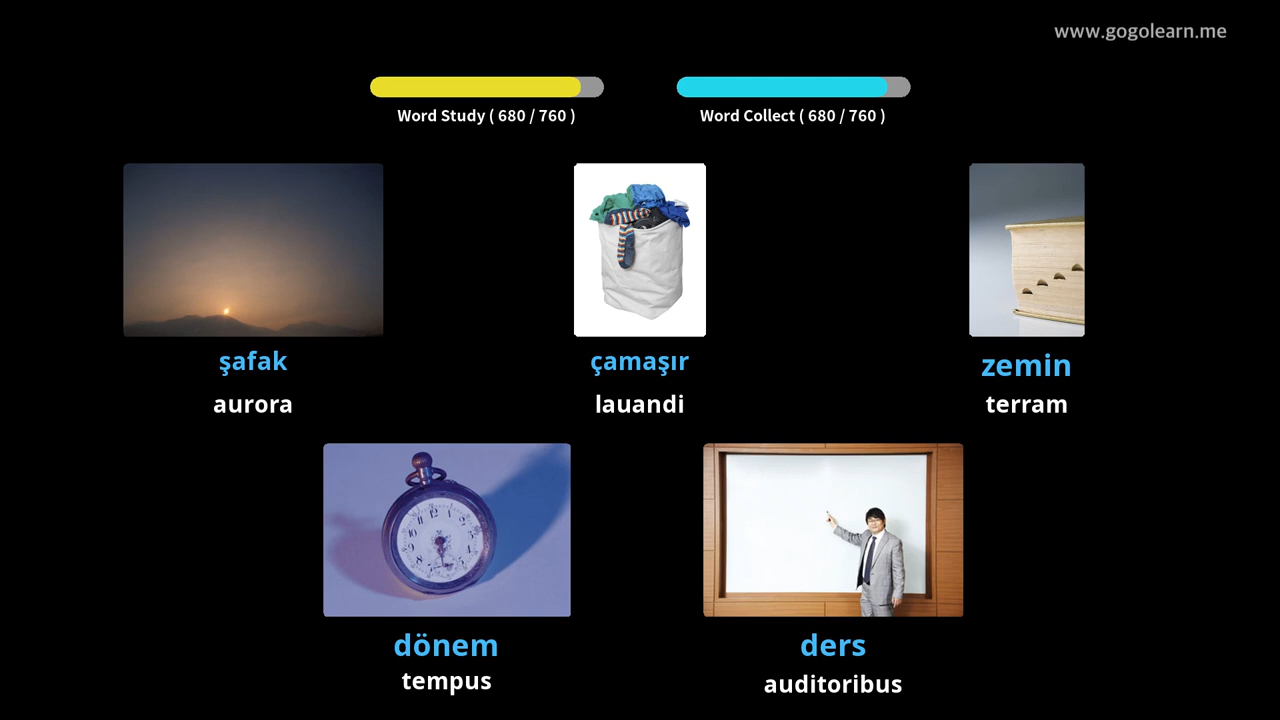 www.gogolearn.me
Word Study ( 680 / 760 )
Word Collect ( 680 / 760 )
şafak
aurora
çamaşır
lauandi
zemin
terram
dönem
tempus
ders
auditoribus